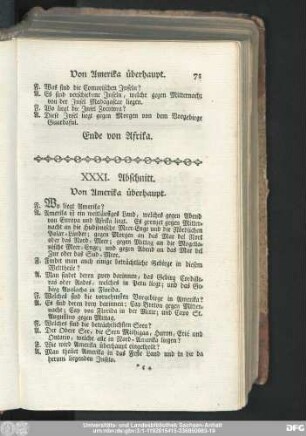 Von Amerika überhaupt. 71
F. Was sind die Comorischen Inseln?
A. Es sind verschiedene Inseln, welche gegen Mitternacht
von der Insel Madagascar liegen.
F. Wo liegt die Insel Zocotora?
A. Diese Insel liegt gegen Morgen von dem Vorgebirge
Guardafui.
Ende von Afrika.
XXXI. Abschnitt.
Von Amerika überhaupt.
F. Wo liegt Amerika?
A. Amerika ist ein weitläuftiges Land, welches gegen Abend
von Europa und Afrika liegt. Es grenzet gegen Mitter-
nacht an die Hudsonische Meer-Enge und die Nördlichen
Polar-Länder; gegen Morgen an das Mar del Nord
oder das Nord-Meer; gegen Mittag an die Magella-
nische Meer-Enge; und gegen Abend an das Mar del
Zur oder das Süd-Meer.
F. Findet man auch einige beträchtliche Gebirge in diesem
Welttheile?
A. Man findet deren zwey darinnen; das Gebirg Cordille-
ras oder Andes, welches in Peru liegt; und das Ge-
birg Apalache in Florida.
F. Welches sind die vornehmsten Vorgebirge in Amerika?
A. Es sind deren drey darinnen; Cap Breton gegen Mitter-
nacht; Cap von Florida in der Mitte; und Capo St.
Augustino gegen Mittag.
F. Welches sind die beträchtlichsten Seen?
A. Der Obere See, die Seen Michigan, Huron, Erié und
Ontario, welche alle in Nord-Amerika liegen?
F. Wie wird Amerika überhaupt eingetheilt?
A. Man theilet Amerika in das Feste Land und in die da
herum liegenden Inseln.